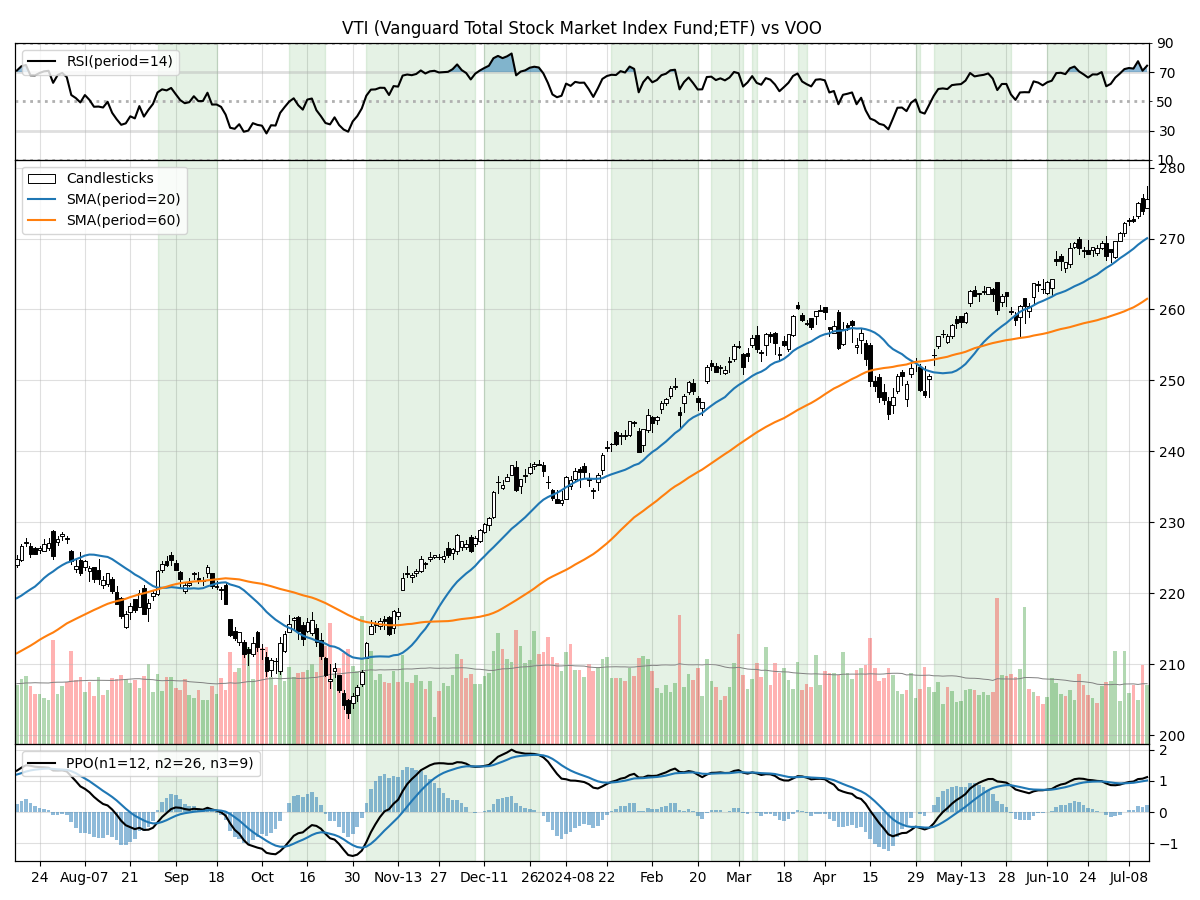 VTI (Vanguard Total Stock Market Index Fund;ETF) vs VOO
RSI(period=14)
90
70
50
30
10
Candlesticks
SMA(period=20)
SMA(period=60)
280
270
260
250
240
230
220
210
200
PPO(n1=12, n2=26, n3=9)
2
1
0
−1
24 Aug-07 21 Sep 18 Oct 16 30 Nov-13 27 Dec-11 26 2024-08 22 Feb 20 Mar 18 Apr 15 29 May-13 28 Jun-10 24 Jul-08